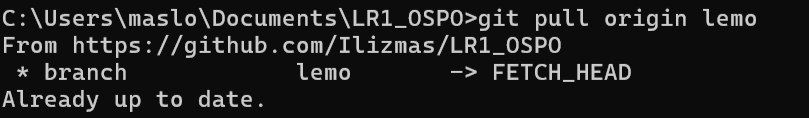 C:\Users\maslo\Documents\LR1_OSPO>git pull origin lemo
From https://github.com/Ilizmas/LR1_OSPO
 * branch            lemo       -> FETCH_HEAD
Already up to date.